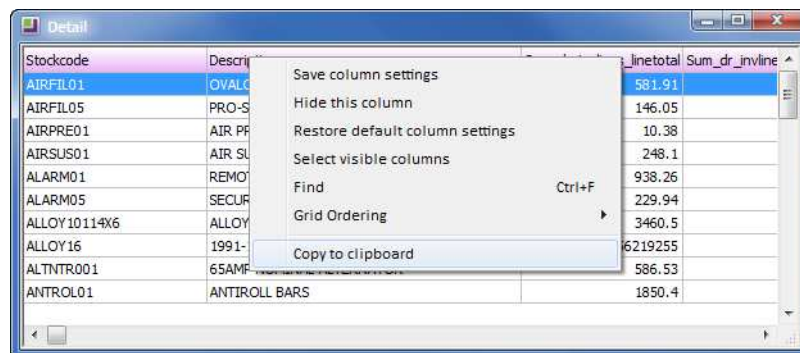 Detail
Stockcode Descri _linetotal Sum_dr_invline
AIRFIL01 OVALO 581.91
AIRFIL05 PRO-S 146.05
AIRPRE01 AIR PF 10.38
AIRSUS01 AIR SU 248.1
ALARM01 REMO 938.26
ALARM05 SECUR 229.94
ALLOY10114X6 ALLOY 3460.5
ALLOY16 1991- 6219255
ALTNTR001 65AMP 586.53
ANTROL01 ANTIROLL BARS 1850.4
Save column settings
Hide this column
Restore default column settings
Select visible columns
Find Ctrl+F
Grid Ordering
Copy to clipboard